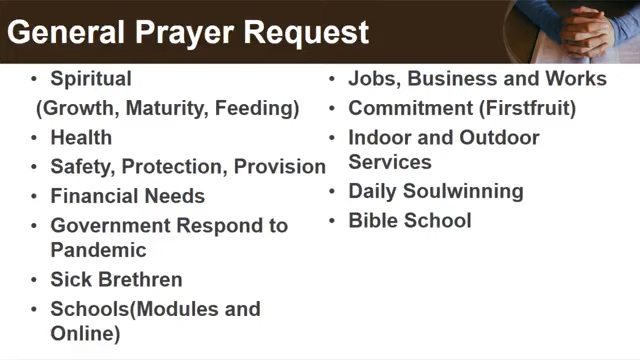 General Prayer Request
• Spiritual
(Growth, Maturity, Feeding)
• Health
• Safety, Protection, Provision
• Financial Needs
• Government Respond to
Pandemic
• Sick Brethren
• Schools(Modules and
Online)
• Jobs, Business and Works
• Commitment (Firstfruit)
• Indoor and Outdoor
Services
• Daily Soulwinning
• Bible School